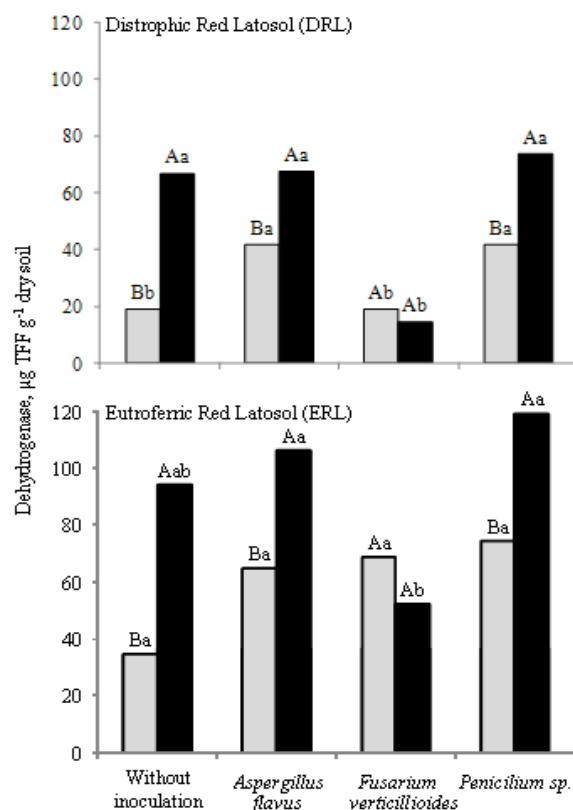 Dehydrogenase, µg TFF g⁻¹ dry soil
Distrophic Red Latosol (DRL)
120
100
80
60
40
20
0
Bb
Aa
Ba
Aa
Ab
Ab
Ba
Aa
Eutroferric Red Latosol (ERL)
120
100
80
60
40
20
0
Ba
Aab
Ba
Aa
Aa
Ab
Ba
Aa
Without
inoculation
Aspergillus
flavus
Fusarium
verticillioides
Penicilium sp.